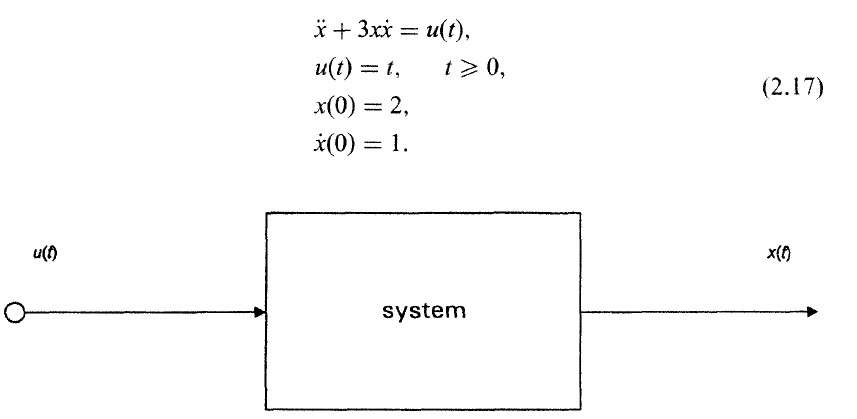 ẍ + 3xẋ = u(t),
u(t) = t, t ⩾ 0,
(2.17)
x(0) = 2,
ẋ(0) = 1.
u(t) x(t)
system